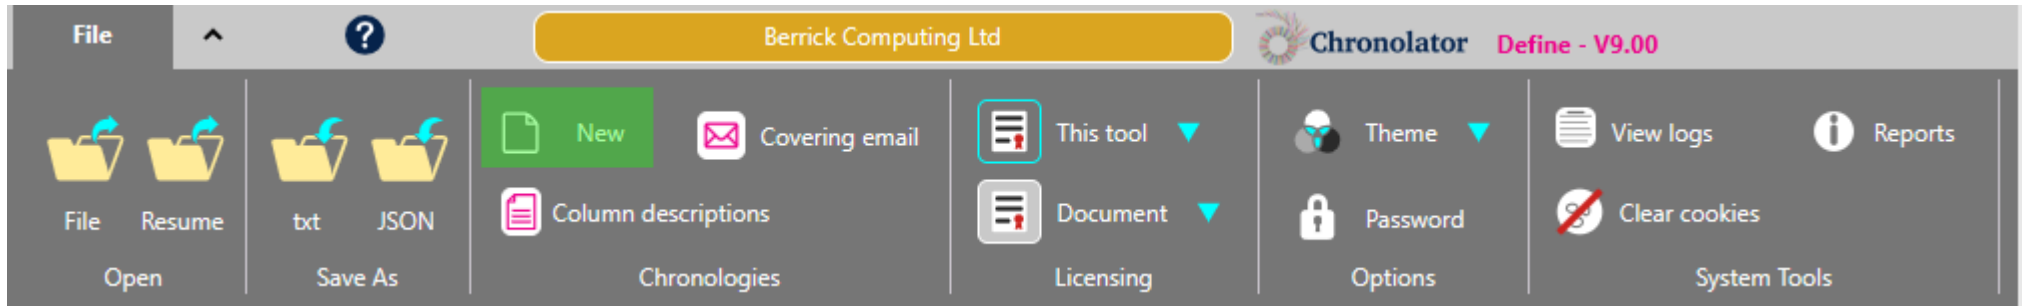 File
?
Berrick Computing Ltd
Chronolator
Define - V9.00
New
Covering email
This tool
Theme
View logs
i
Reports
File
Resume
txt
JSON
Column descriptions
Document
Password
Clear cookies
Open
Save As
Chronologies
Licensing
Options
System Tools